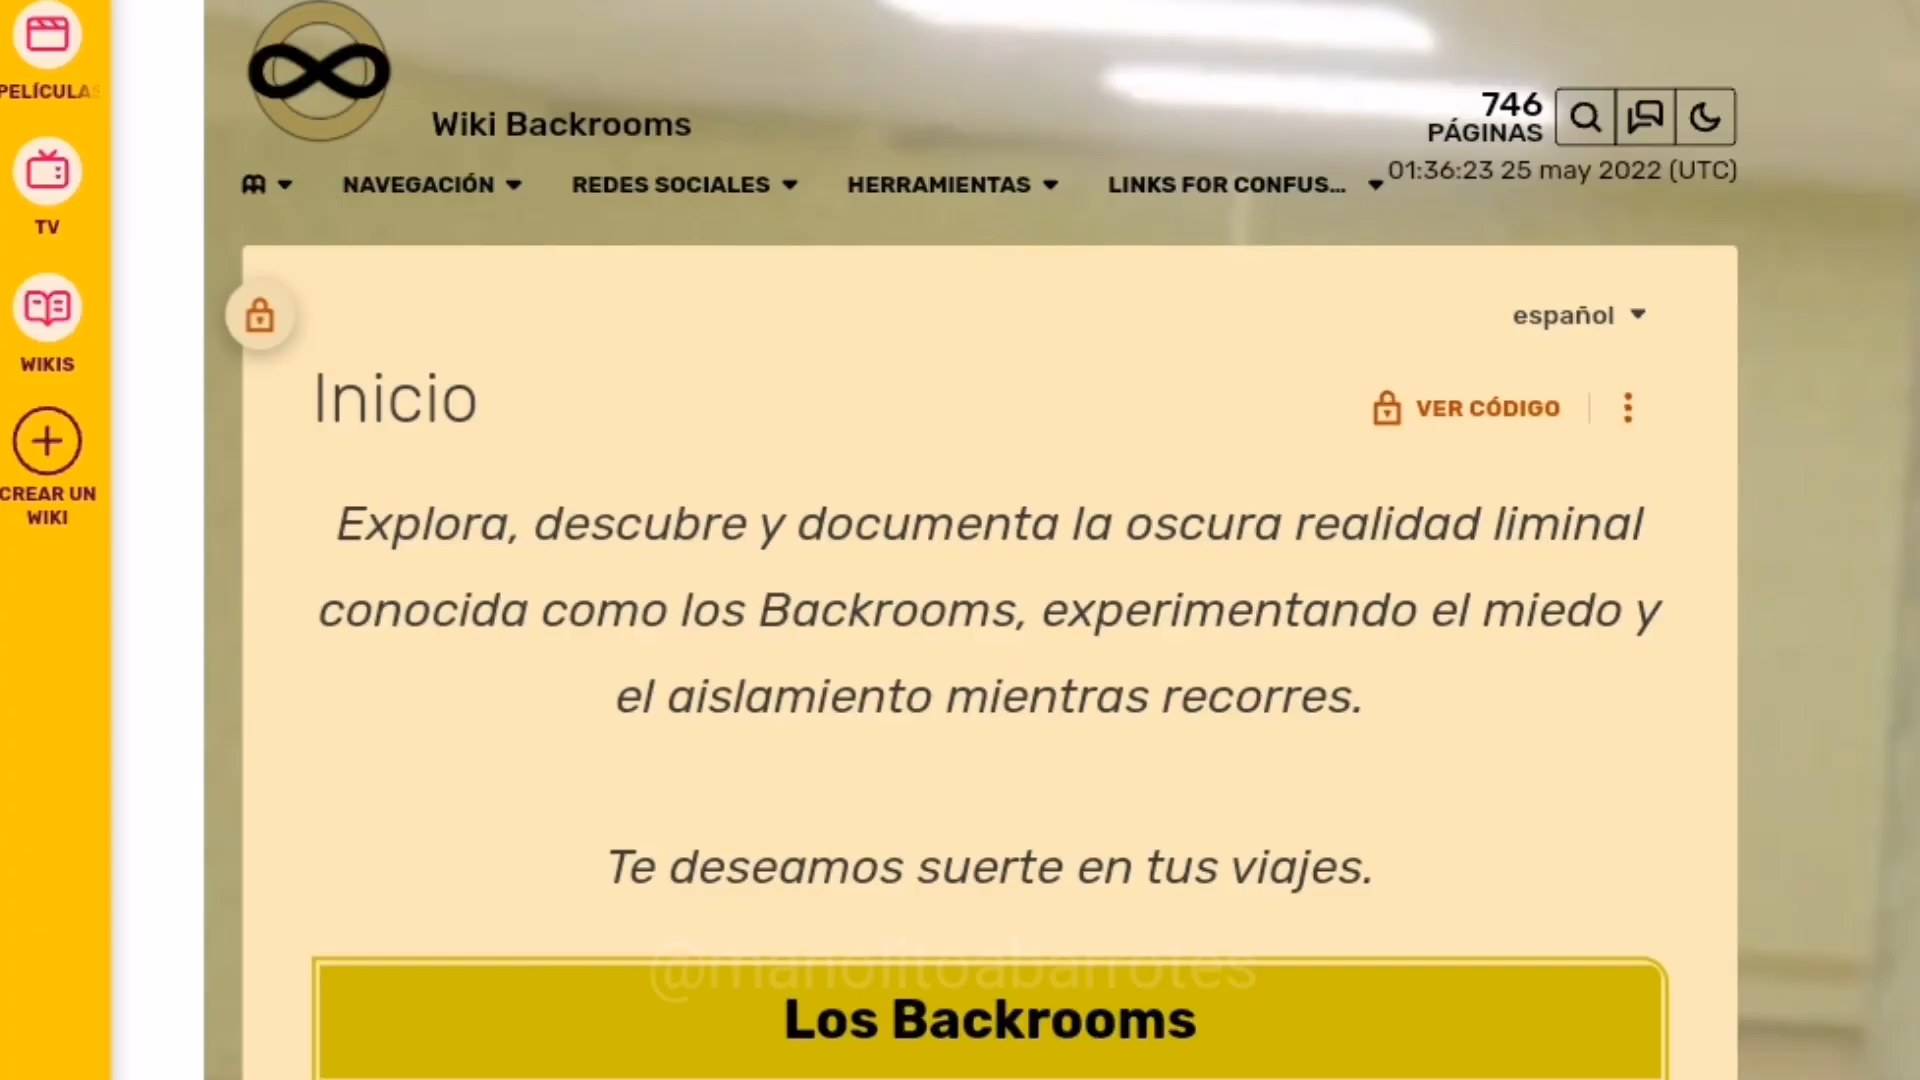 PELÍCULAS
TV
WIKIS
CREAR UN
WIKI
Wiki Backrooms
746
PÁGINAS
01:36:23 25 may 2022 (UTC)
NAVEGACIÓN
REDES SOCIALES
HERRAMIENTAS
LINKS FOR CONFUS...
español
Inicio
VER CÓDIGO
Explora, descubre y documenta la oscura realidad liminal
conocida como los Backrooms, experimentando el miedo y
el aislamiento mientras recorres.
Te deseamos suerte en tus viajes.
@manolitoabarrotes
Los Backrooms